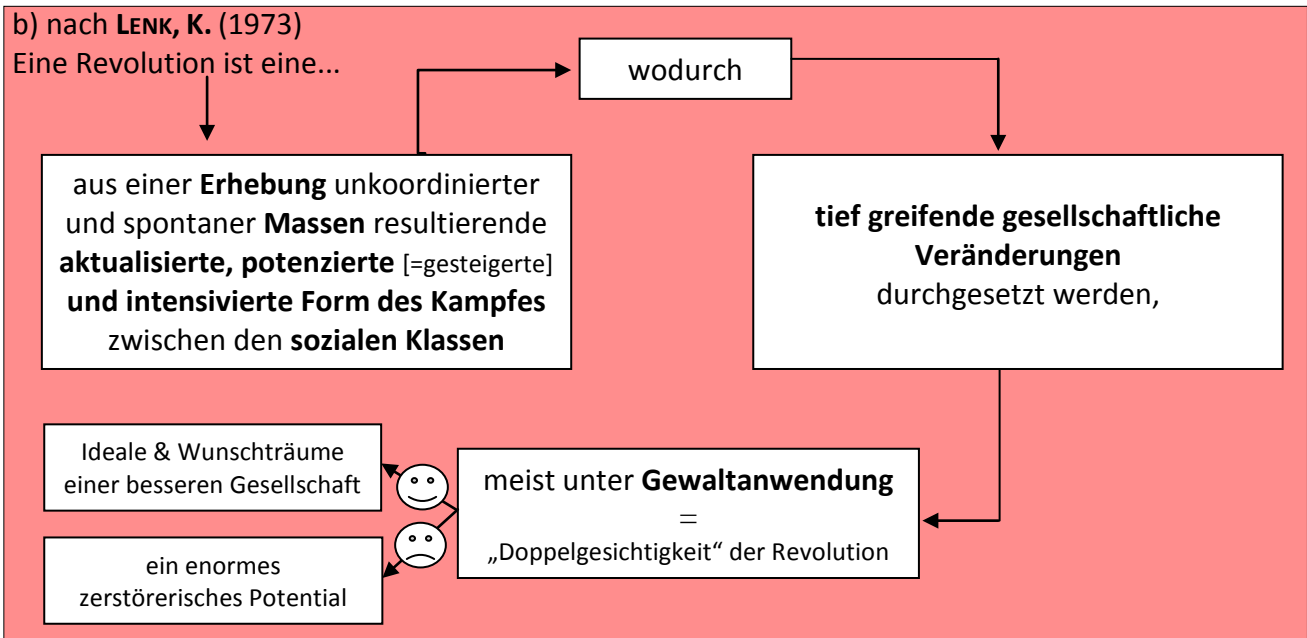 b) nach LENK, K. (1973)
Eine Revolution ist eine...
wodurch
aus einer Erhebung unkoordinierter
und spontaner Massen resultierende
aktualisierte, potenzierte [=gesteigerte]
und intensivierte Form des Kampfes
zwischen den sozialen Klassen
tief greifende gesellschaftliche
Veränderungen
durchgesetzt werden,
meist unter Gewaltanwendung
=
„Doppelgesichtigkeit“ der Revolution
Ideale & Wunschträume
einer besseren Gesellschaft
ein enormes
zerstörerisches Potential